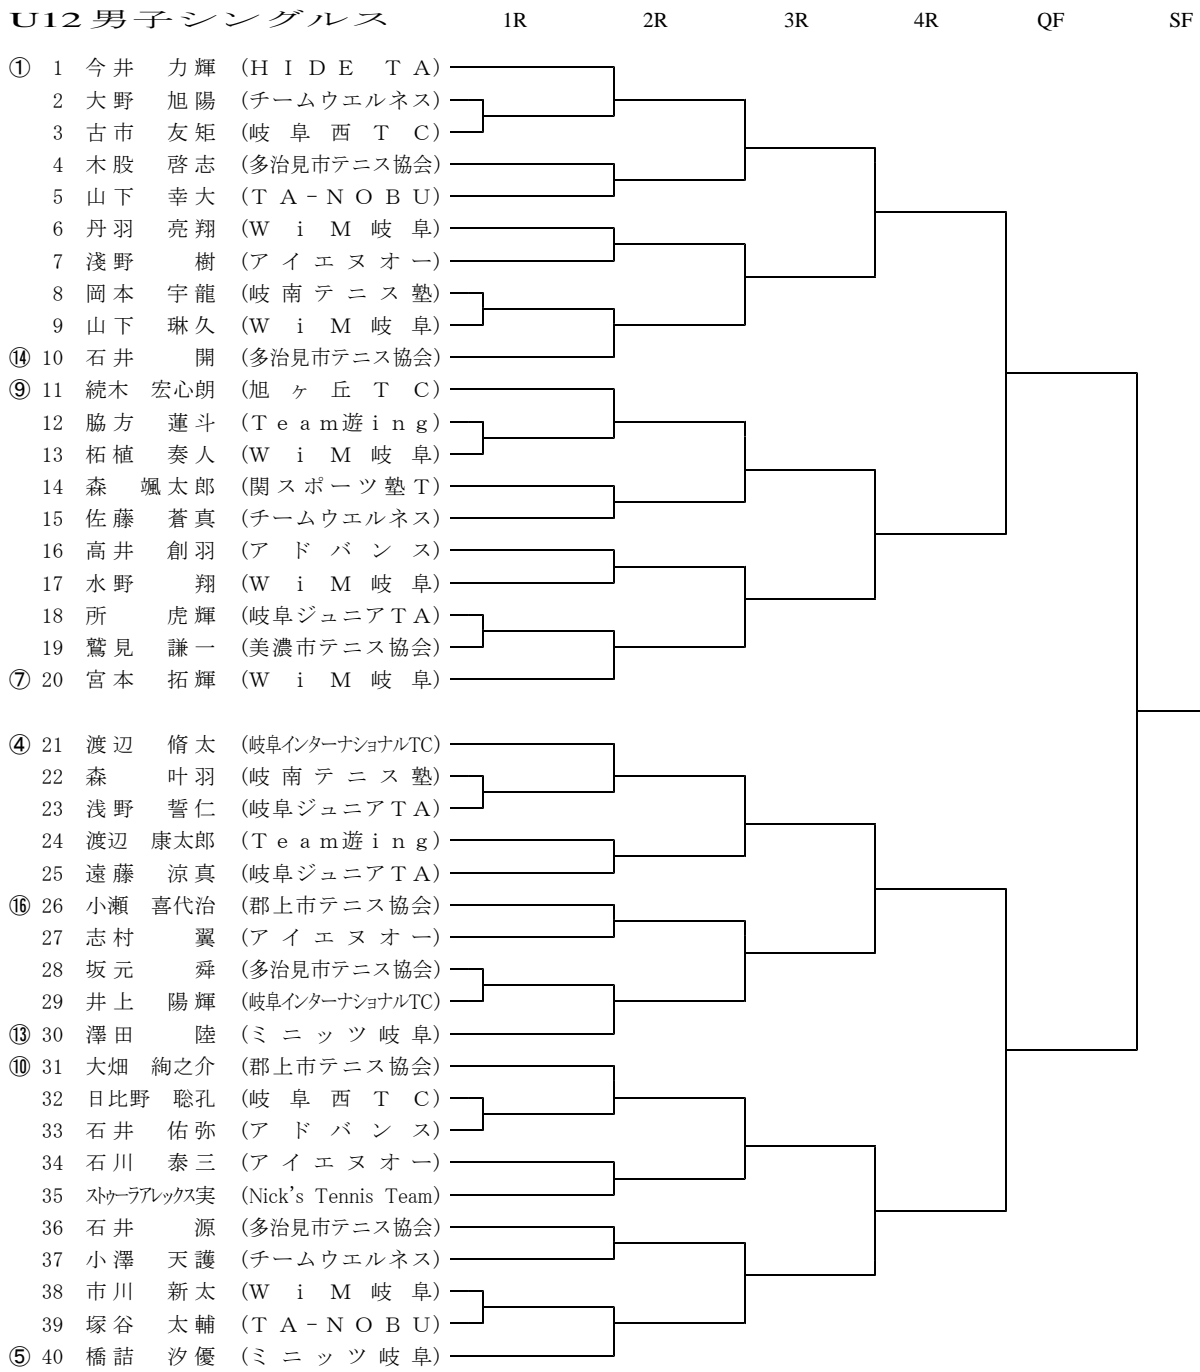 U12男子シングルス 1R 2R 3R 4R QF SF
① 1 今井 力輝 (HIDE TA)
2 大野 旭陽 (チームウエルネス)
3 古市 友矩 (岐阜西TC)
4 木股 啓志 (多治見市テニス協会)
5 山下 幸大 (TA-NOBU)
6 丹羽 亮翔 (WiM岐阜)
7 淺野 樹 (アイエヌオー)
8 岡本 宇龍 (岐南テニス塾)
9 山下 琳久 (WiM岐阜)
⑭ 10 石井 開 (多治見市テニス協会)
⑨ 11 続木 宏心朗 (旭ヶ丘TC)
12 脇方 蓮斗 (Team遊ing)
13 柘植 奏人 (WiM岐阜)
14 森 颯太郎 (関スポーツ塾T)
15 佐藤 蒼真 (チームウエルネス)
16 高井 創羽 (アドバンス)
17 水野 翔 (WiM岐阜)
18 所 虎輝 (岐阜ジュニアTA)
19 鷲見 謙一 (美濃市テニス協会)
⑦ 20 宮本 拓輝 (WiM岐阜)
④ 21 渡辺 脩太 (岐阜インターナショナルTC)
22 森 叶羽 (岐南テニス塾)
23 浅野 誓仁 (岐阜ジュニアTA)
24 渡辺 康太郎 (Team遊ing)
25 遠藤 涼真 (岐阜ジュニアTA)
⑯ 26 小瀬 喜代治 (郡上市テニス協会)
27 志村 翼 (アイエヌオー)
28 坂元 舜 (多治見市テニス協会)
29 井上 陽輝 (岐阜インターナショナルTC)
⑬ 30 澤田 陸 (ミニッツ岐阜)
⑩ 31 大畑 絢之介 (郡上市テニス協会)
32 日比野 聡孔 (岐阜西TC)
33 石井 佑弥 (アドバンス)
34 石川 泰三 (アイエヌオー)
35 ストゥーラアレックス実 (Nick's Tennis Team)
36 石井 源 (多治見市テニス協会)
37 小澤 天護 (チームウエルネス)
38 市川 新太 (WiM岐阜)
39 塚谷 太輔 (TA-NOBU)
⑤ 40 橋詰 汐優 (ミニッツ岐阜)